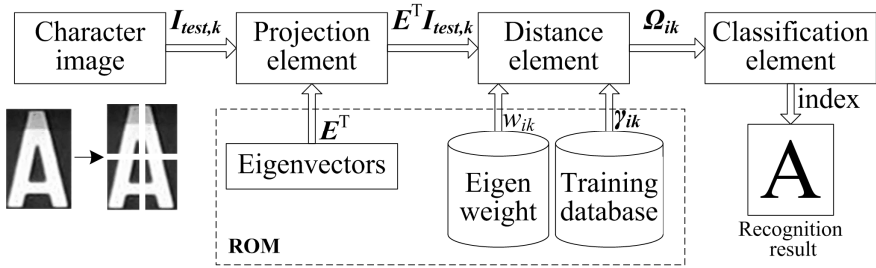 Character
image
I_test,k
Projection
element
E^T I_test,k
Distance
element
Ω_ik
Classification
element
index
E^T
w_ik
γ_ik
Eigenvectors
Eigen
weight
Training
database
ROM
A
A
A
Recognition
result